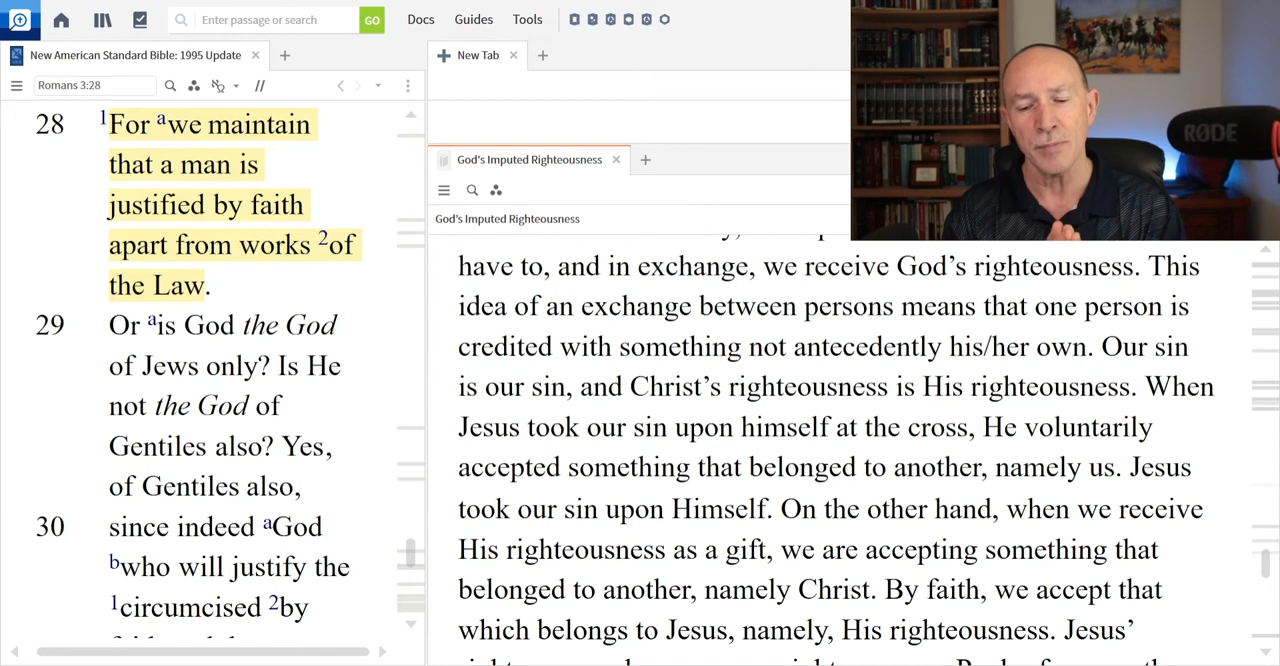 Enter passage or search
GO
Docs
Guides
Tools
New American Standard Bible: 1995 Update
Romans 3:28
28 1For awe maintain
that a man is
justified by faith
apart from works 2of
the Law.
29 Or ais God the God
of Jews only? Is He
not the God of
Gentiles also? Yes,
of Gentiles also,
30 since indeed aGod
bwho will justify the
1circumcised 2by
New Tab
God's Imputed Righteousness
God's Imputed Righteousness
have to, and in exchange, we receive God's righteousness. This
idea of an exchange between persons means that one person is
credited with something not antecedently his/her own. Our sin
is our sin, and Christ's righteousness is His righteousness. When
Jesus took our sin upon himself at the cross, He voluntarily
accepted something that belonged to another, namely us. Jesus
took our sin upon Himself. On the other hand, when we receive
His righteousness as a gift, we are accepting something that
belonged to another, namely Christ. By faith, we accept that
which belongs to Jesus, namely, His righteousness. Jesus'
RØDE